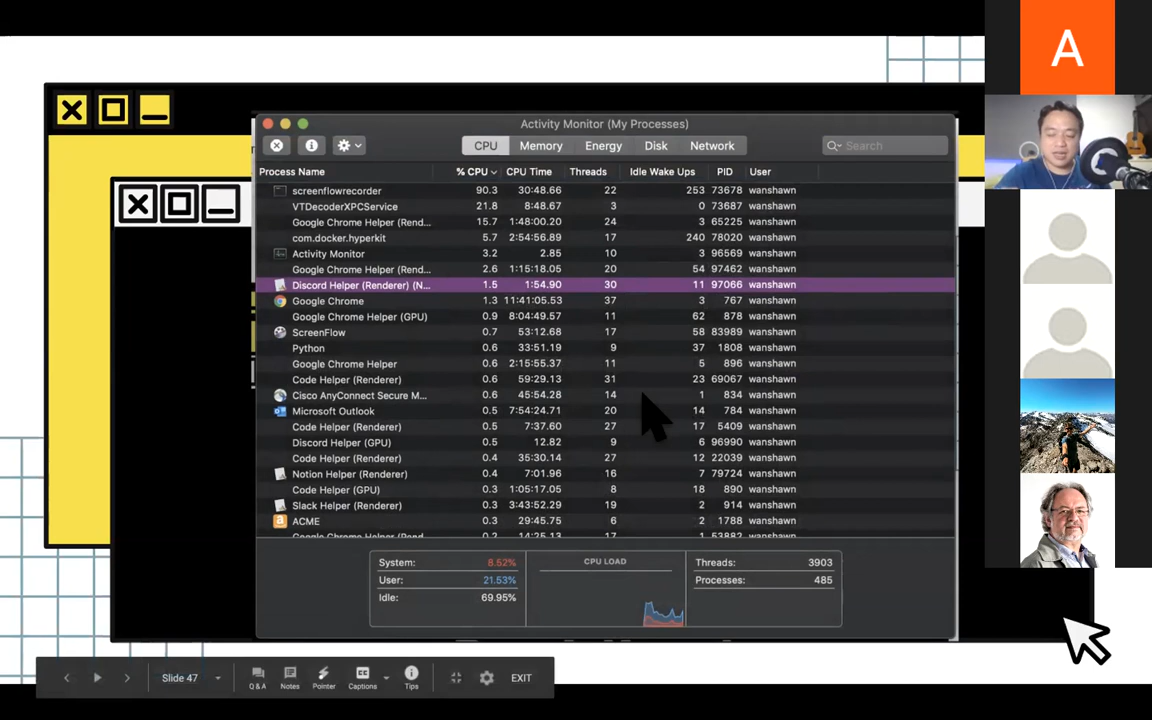 A
Activity Monitor (My Processes)
CPU Memory Energy Disk Network Search
Process Name % CPU CPU Time Threads Idle Wake Ups PID User
screenflowrecorder 90.3 30:48.66 22 253 73678 wanshawn
VTDecoderXPCService 21.8 8:48.67 3 0 73687 wanshawn
Google Chrome Helper (Rend... 15.7 1:48:00.20 24 3 65225 wanshawn
com.docker.hyperkit 5.7 2:54:56.89 17 240 78020 wanshawn
Activity Monitor 3.2 2.85 10 3 96569 wanshawn
Google Chrome Helper (Rend... 2.6 1:15:18.05 20 54 97462 wanshawn
Discord Helper (Renderer) (N... 1.5 1:54.90 30 11 97066 wanshawn
Google Chrome 1.3 11:41:05.53 37 3 767 wanshawn
Google Chrome Helper (GPU) 0.9 8:04:49.57 11 62 878 wanshawn
ScreenFlow 0.7 53:12.68 17 58 83989 wanshawn
Python 0.6 33:51.19 9 37 1808 wanshawn
Google Chrome Helper 0.6 2:15:55.37 11 5 896 wanshawn
Code Helper (Renderer) 0.6 59:29.13 31 23 69067 wanshawn
Cisco AnyConnect Secure M... 0.6 45:54.28 14 1 834 wanshawn
Microsoft Outlook 0.5 7:54:24.71 20 14 784 wanshawn
Code Helper (Renderer) 0.5 7:37.60 27 17 5409 wanshawn
Discord Helper (GPU) 0.5 12.82 9 6 96990 wanshawn
Code Helper (Renderer) 0.4 35:30.14 27 12 22039 wanshawn
Notion Helper (Renderer) 0.4 7:01.96 16 7 79724 wanshawn
Code Helper (GPU) 0.3 1:05:17.05 8 18 890 wanshawn
Slack Helper (Renderer) 0.3 3:43:52.29 19 2 914 wanshawn
ACME 0.3 29:45.75 6 2 1788 wanshawn
System: 8.52% CPU LOAD Threads: 3903
User: 21.53% Processes: 485
Idle: 69.95%
Slide 47 Q & A Notes Pointer Captions Tips EXIT